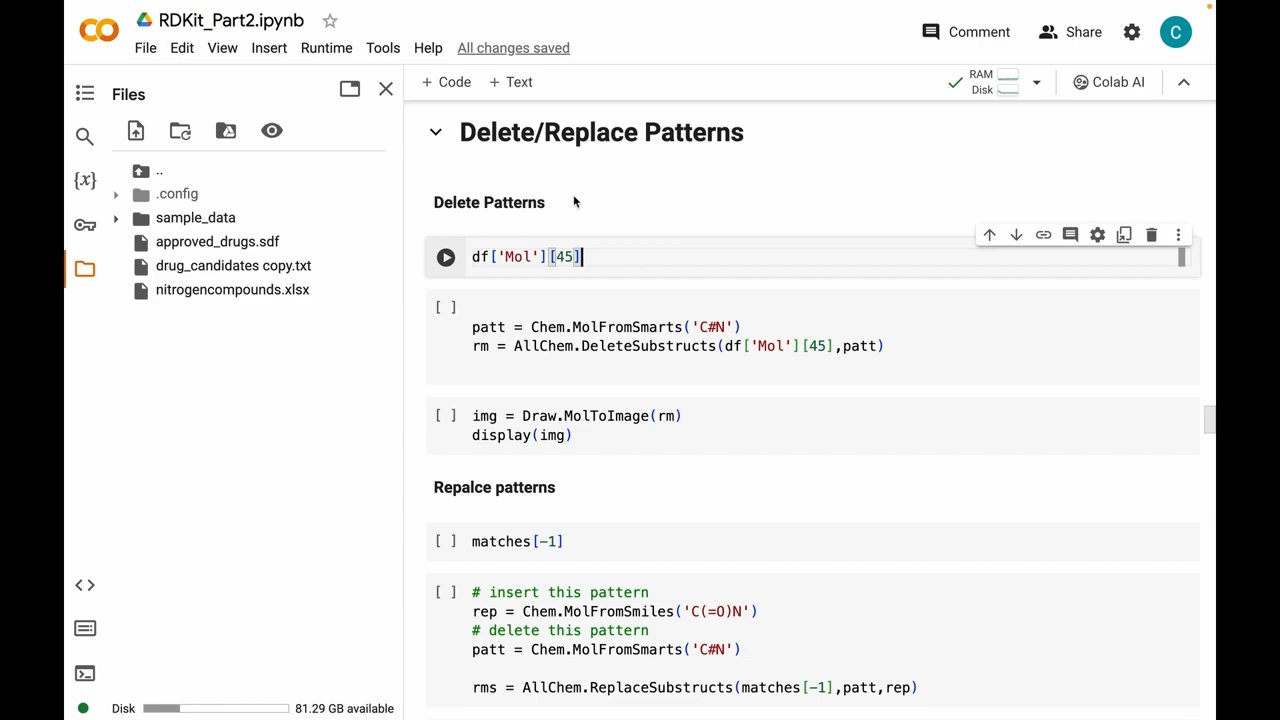 RDKit_Part2.ipynb
File Edit View Insert Runtime Tools Help All changes saved
Comment Share C
Files
+ Code + Text
RAM
Disk
Colab AI
..
.config
sample_data
approved_drugs.sdf
drug_candidates copy.txt
nitrogencompounds.xlsx
{x}
Disk 81.29 GB available
Delete/Replace Patterns
Delete Patterns
df['Mol'][45]
[ ]
patt = Chem.MolFromSmarts('C#N')
rm = AllChem.DeleteSubstructs(df['Mol'][45],patt)
[ ] img = Draw.MolToImage(rm)
display(img)
Repalce patterns
[ ] matches[-1]
[ ] # insert this pattern
rep = Chem.MolFromSmiles('C(=O)N')
# delete this pattern
patt = Chem.MolFromSmarts('C#N')
rms = AllChem.ReplaceSubstructs(matches[-1],patt,rep)